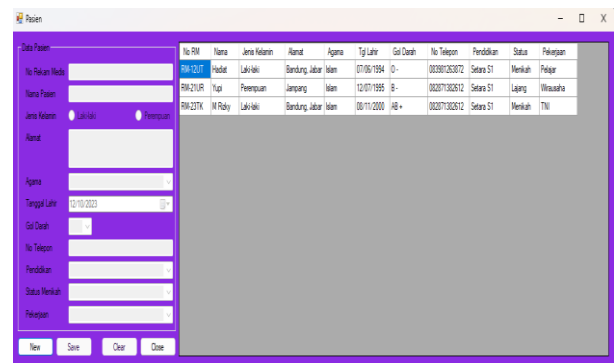 Pasien
Data Pasien
No Rekam Medis
Nama Pasien
Jenis Kelamin Laki-laki Perempuan
Alamat
Agama
Tanggal Lahir 12/10/2023
Gol Darah
No Telepon
Pendidikan
Status Menikah
Pekerjaan
New Save Clear Close
No RM Nama Jenis Kelamin Alamat Agama Tgl Lahir Gol Darah No Telepon Pendidikan Status Pekerjaan
RM-12UT Hadiat Laki-laki Bandung, Jabar Islam 07/06/1994 O - 083981263872 Setara S1 Menikah Pelajar
RM-21UR Yupi Perempuan Jampang Islam 12/07/1995 B - 082871382612 Setara S1 Lajang Wirausaha
RM-23TK M Rizky Laki-laki Bandung, Jabar Islam 08/11/2000 AB + 082871382612 Setara S1 Menikah TNI